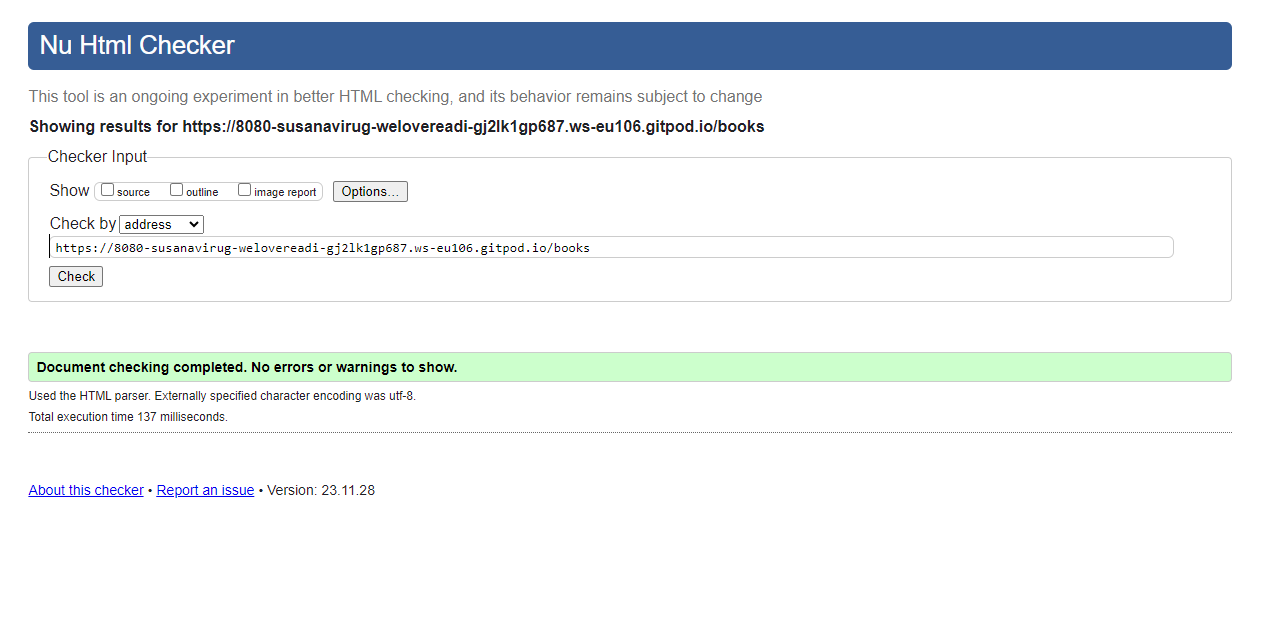 Nu Html Checker
This tool is an ongoing experiment in better HTML checking, and its behavior remains subject to change
Showing results for https://8080-susanavirug-welovereadi-gj2lk1gp687.ws-eu106.gitpod.io/books
Checker Input
Show source outline image report Options...
Check by address
https://8080-susanavirug-welovereadi-gj2lk1gp687.ws-eu106.gitpod.io/books
Check
Document checking completed. No errors or warnings to show.
Used the HTML parser. Externally specified character encoding was utf-8.
Total execution time 137 milliseconds.
About this checker • Report an issue • Version: 23.11.28